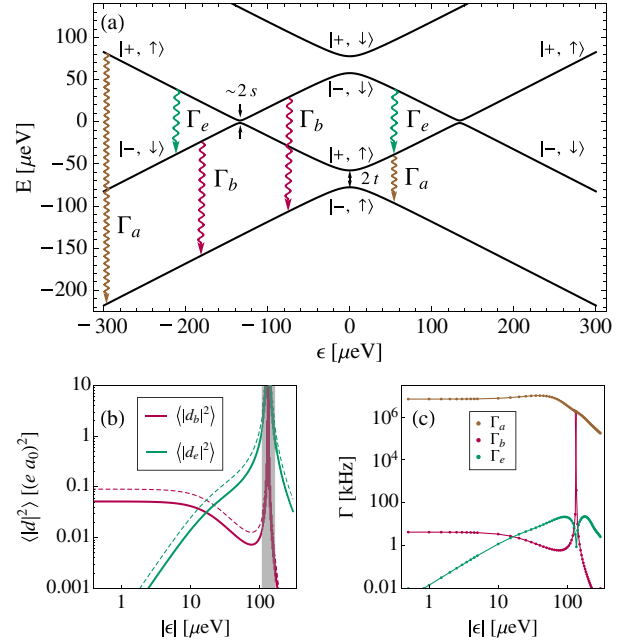 (a)
100
50
0
−50
−100
−150
−200
E [μeV]
|+, ↑⟩
|+, ↓⟩
|+, ↑⟩
∼2 s
|−, ↓⟩
Γe
Γb
Γe
|−, ↓⟩
|+, ↑⟩
|−, ↓⟩
Γb
2 t
Γa
Γa
|−, ↑⟩
−300 −200 −100 0 100 200 300
ϵ [μeV]
(b)
10
1
0.1
0.01
0.001
⟨|d|²⟩ [(e a₀)²]
⟨|d_b|²⟩
⟨|d_e|²⟩
1 10 100
|ϵ| [μeV]
(c)
10⁶
10⁴
100
1
0.01
Γ [kHz]
Γa
Γb
Γe
1 10 100
|ϵ| [μeV]